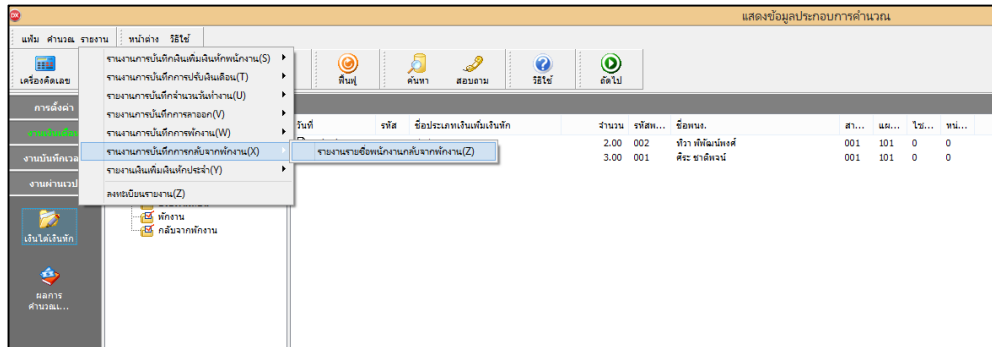 แสดงข้อมูลประกอบการคำนวณ
แฟ้ม คำนวณ รายงาน หน้าต่าง วิธีใช้
เครื่องคิดเลข ฟื้นฟู ค้นหา สอบถาม วิธีใช้ ถัดไป
รายงานการบันทึกเงินเพิ่มเงินหักพนักงาน(S)
รายงานการบันทึกการปรับเงินเดือน(T)
รายงานการบันทึกจำนวนวันทำงาน(U)
รายงานการบันทึกการลาออก(V)
รายงานการบันทึกการพักงาน(W)
รายงานการบันทึกการกลับจากพักงาน(X)
รายงานเงินเพิ่มเงินหักประจำ(Y)
ลงทะเบียนรายงาน(Z)
รายงานรายชื่อพนักงานกลับจากพักงาน(Z)
การตั้งค่า
งานเงินเดือน
งานบันทึกเวลา
งานผ่านเวป
วันที่ รหัส ชื่อประเภทเงินเพิ่มเงินหัก จำนวน รหัสพ... ชื่อพนง. สา... แผ... ไซ... หน่...
2.00 002 ทิวา พิพัฒน์พงศ์ 001 101 0 0
3.00 001 ศิระ ชาติพจน์ 001 101 0 0
พักงาน
กลับจากพักงาน
เงินได้เงินหัก
ผลการ
คำนวณเ...